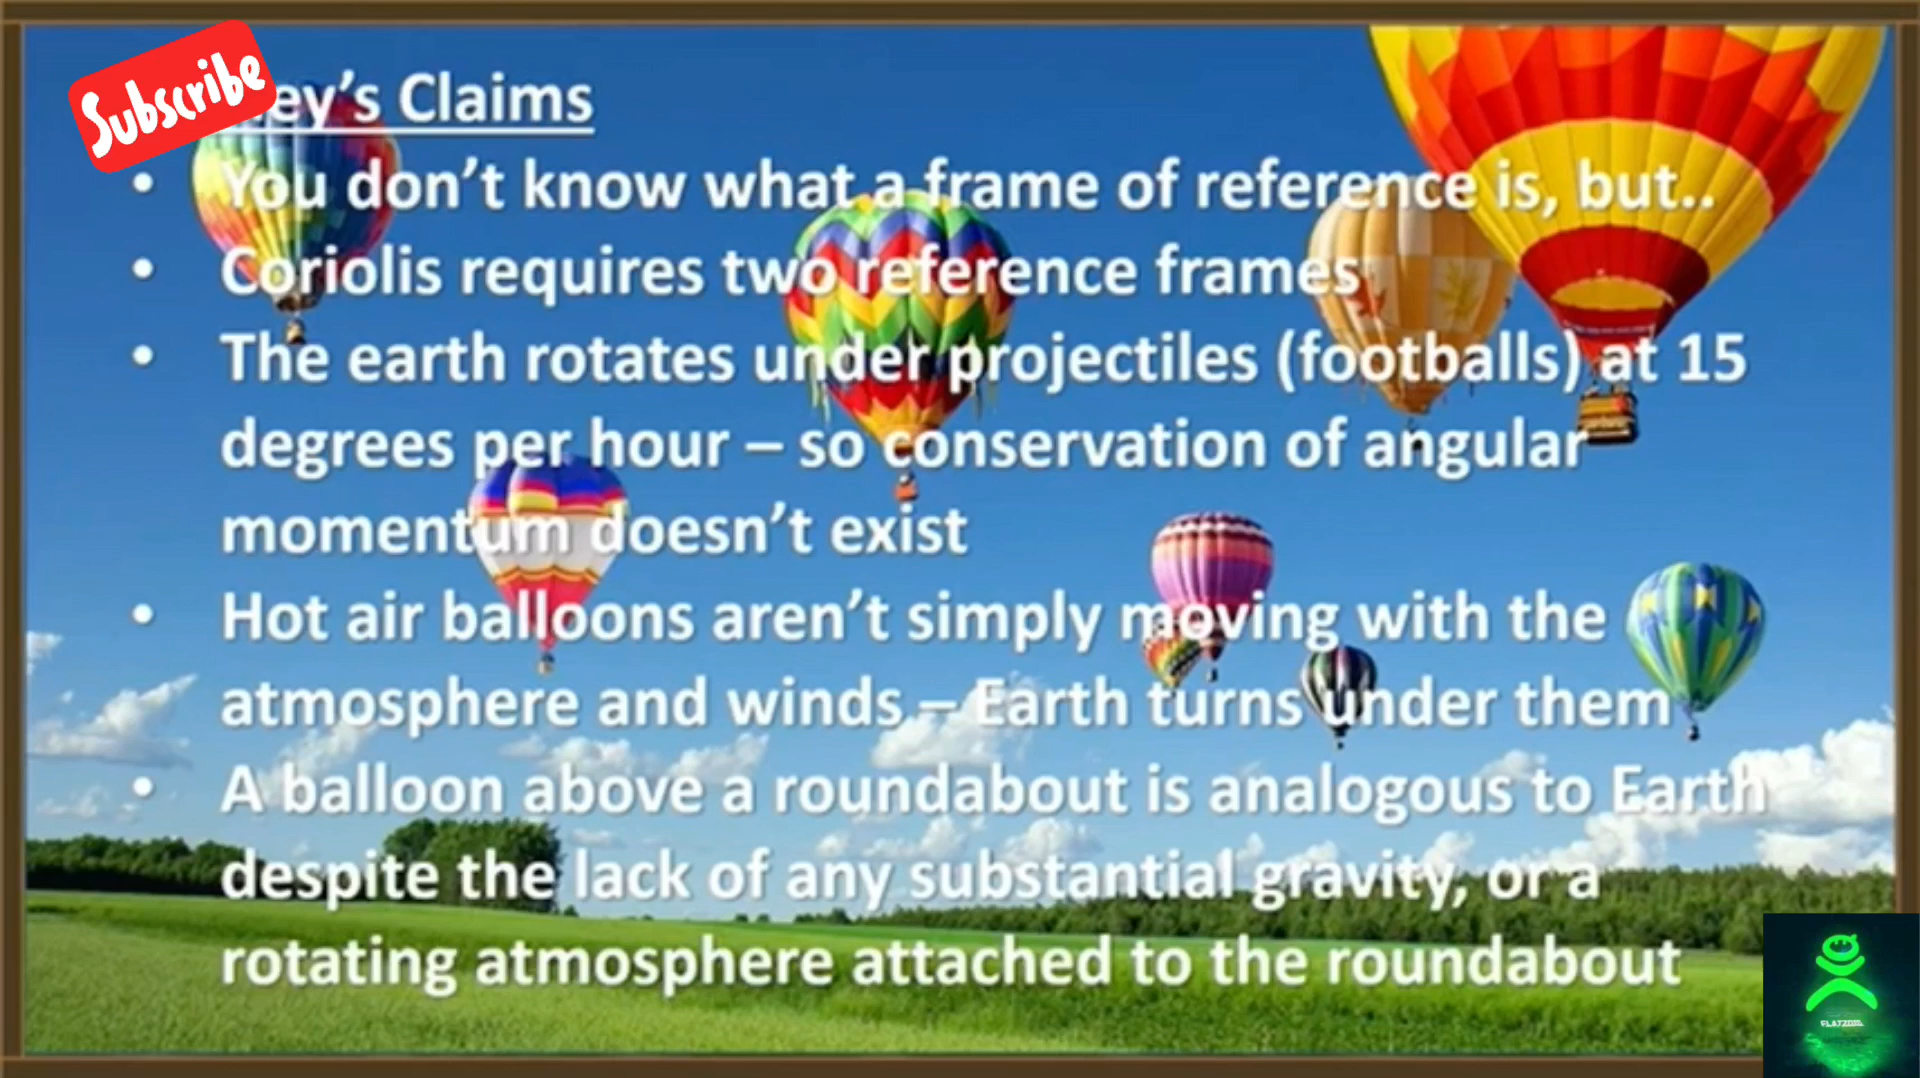 Subscribe
ey's Claims
• You don't know what a frame of reference is, but..
• Coriolis requires two reference frames
• The earth rotates under projectiles (footballs) at 15
degrees per hour – so conservation of angular
momentum doesn't exist
• Hot air balloons aren't simply moving with the
atmosphere and winds – Earth turns under them
• A balloon above a roundabout is analogous to Earth
despite the lack of any substantial gravity, or a
rotating atmosphere attached to the roundabout
FLATZOID